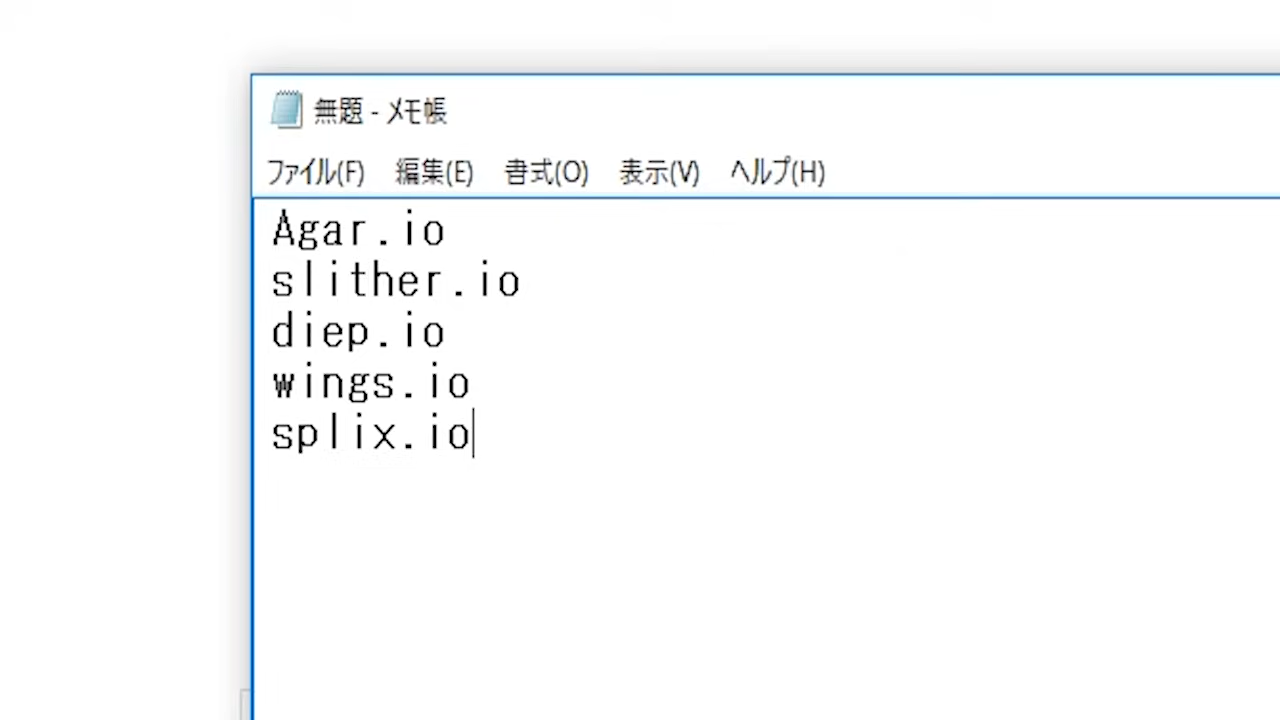 無題 - メモ帳
ファイル(F) 編集(E) 書式(O) 表示(V) ヘルプ(H)
Agar.io
slither.io
diep.io
wings.io
splix.io